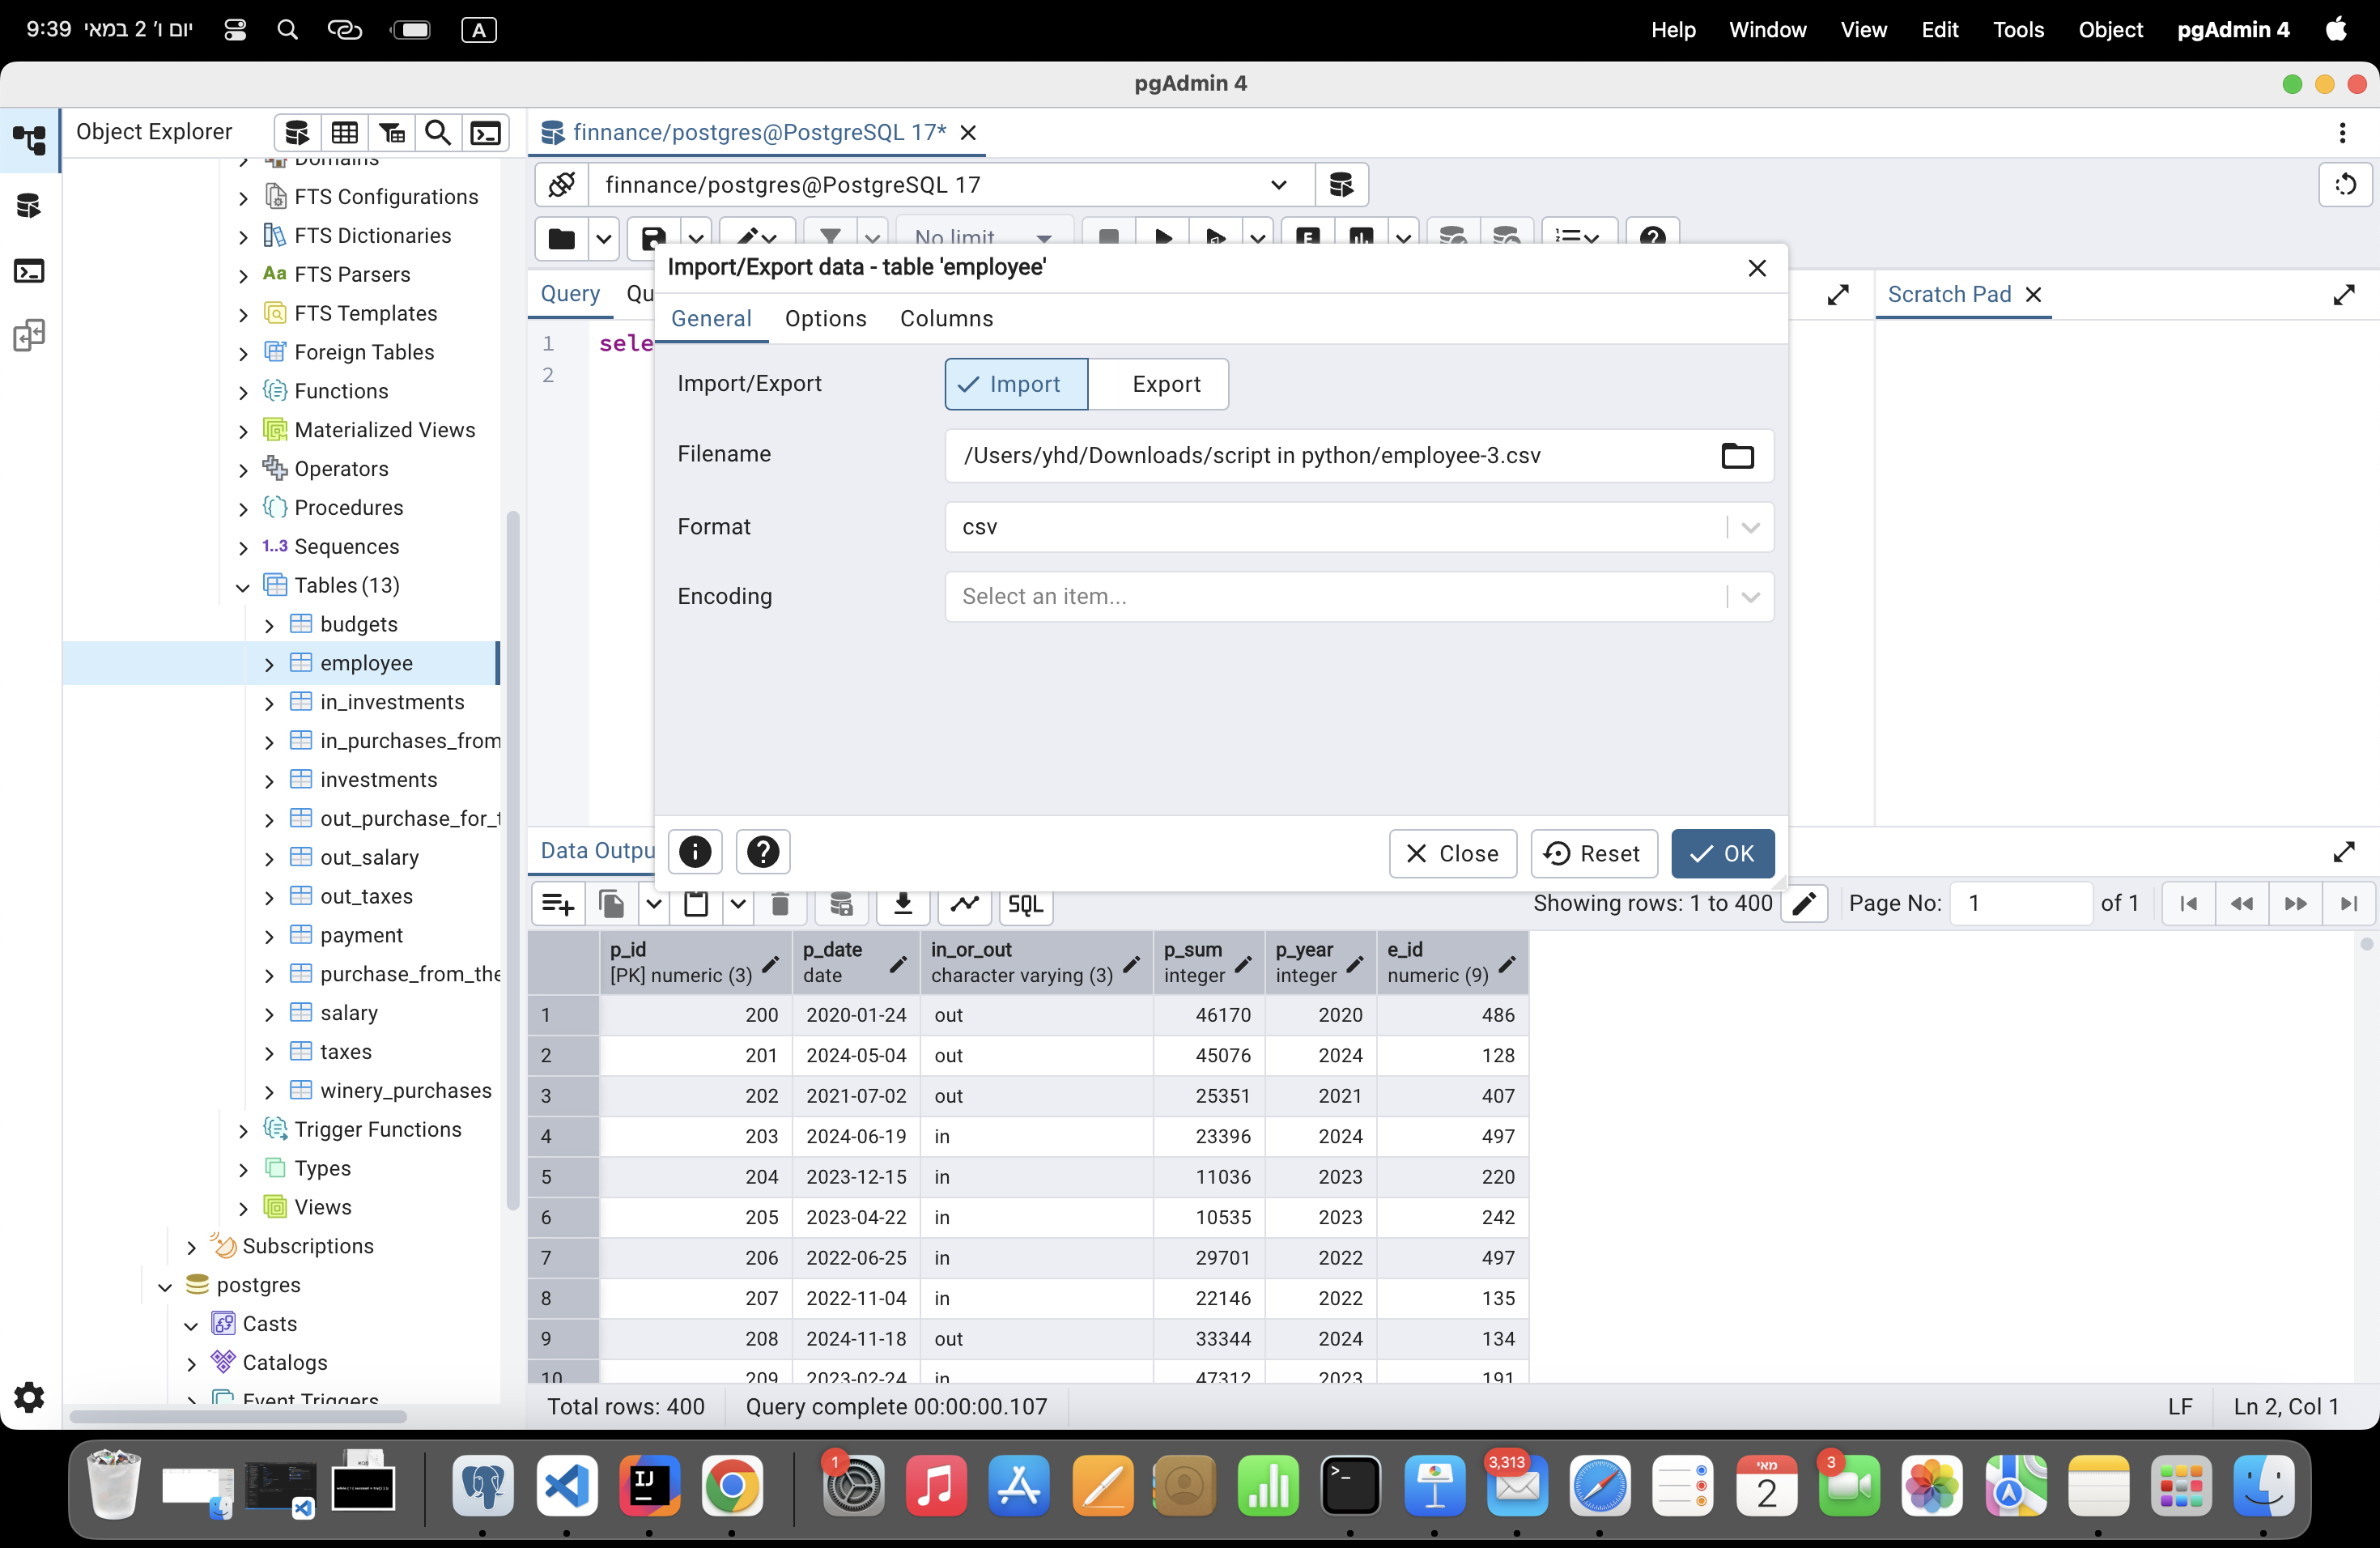 9:39 יום ו׳ 2 במאי A Help Window View Edit Tools Object pgAdmin 4
pgAdmin 4
Object Explorer
Domains
FTS Configurations
FTS Dictionaries
Aa FTS Parsers
FTS Templates
Foreign Tables
Functions
Materialized Views
Operators
Procedures
1..3 Sequences
Tables (13)
budgets
employee
in_investments
in_purchases_from
investments
out_purchase_for_t
out_salary
out_taxes
payment
purchase_from_the
salary
taxes
winery_purchases
Trigger Functions
Types
Views
Subscriptions
postgres
Casts
Catalogs
Event Triggers
finnance/postgres@PostgreSQL 17*
finnance/postgres@PostgreSQL 17
No limit
E
Query Qu
Scratch Pad
1 sele
2
Import/Export data - table 'employee'
General Options Columns
Import/Export Import Export
Filename /Users/yhd/Downloads/script in python/employee-3.csv
Format csv
Encoding Select an item...
Close Reset OK
Data Outpu
SQL
Showing rows: 1 to 400 Page No: 1 of 1
p_id p_date in_or_out p_sum p_year e_id
[PK] numeric (3) date character varying (3) integer integer numeric (9)
1 200 2020-01-24 out 46170 2020 486
2 201 2024-05-04 out 45076 2024 128
3 202 2021-07-02 out 25351 2021 407
4 203 2024-06-19 in 23396 2024 497
5 204 2023-12-15 in 11036 2023 220
6 205 2023-04-22 in 10535 2023 242
7 206 2022-06-25 in 29701 2022 497
8 207 2022-11-04 in 22146 2022 135
9 208 2024-11-18 out 33344 2024 134
10 209 2023-02-24 in 47312 2023 191
Total rows: 400 Query complete 00:00:00.107 LF Ln 2, Col 1
IJ
1
>_
3,313
מאי
2
3